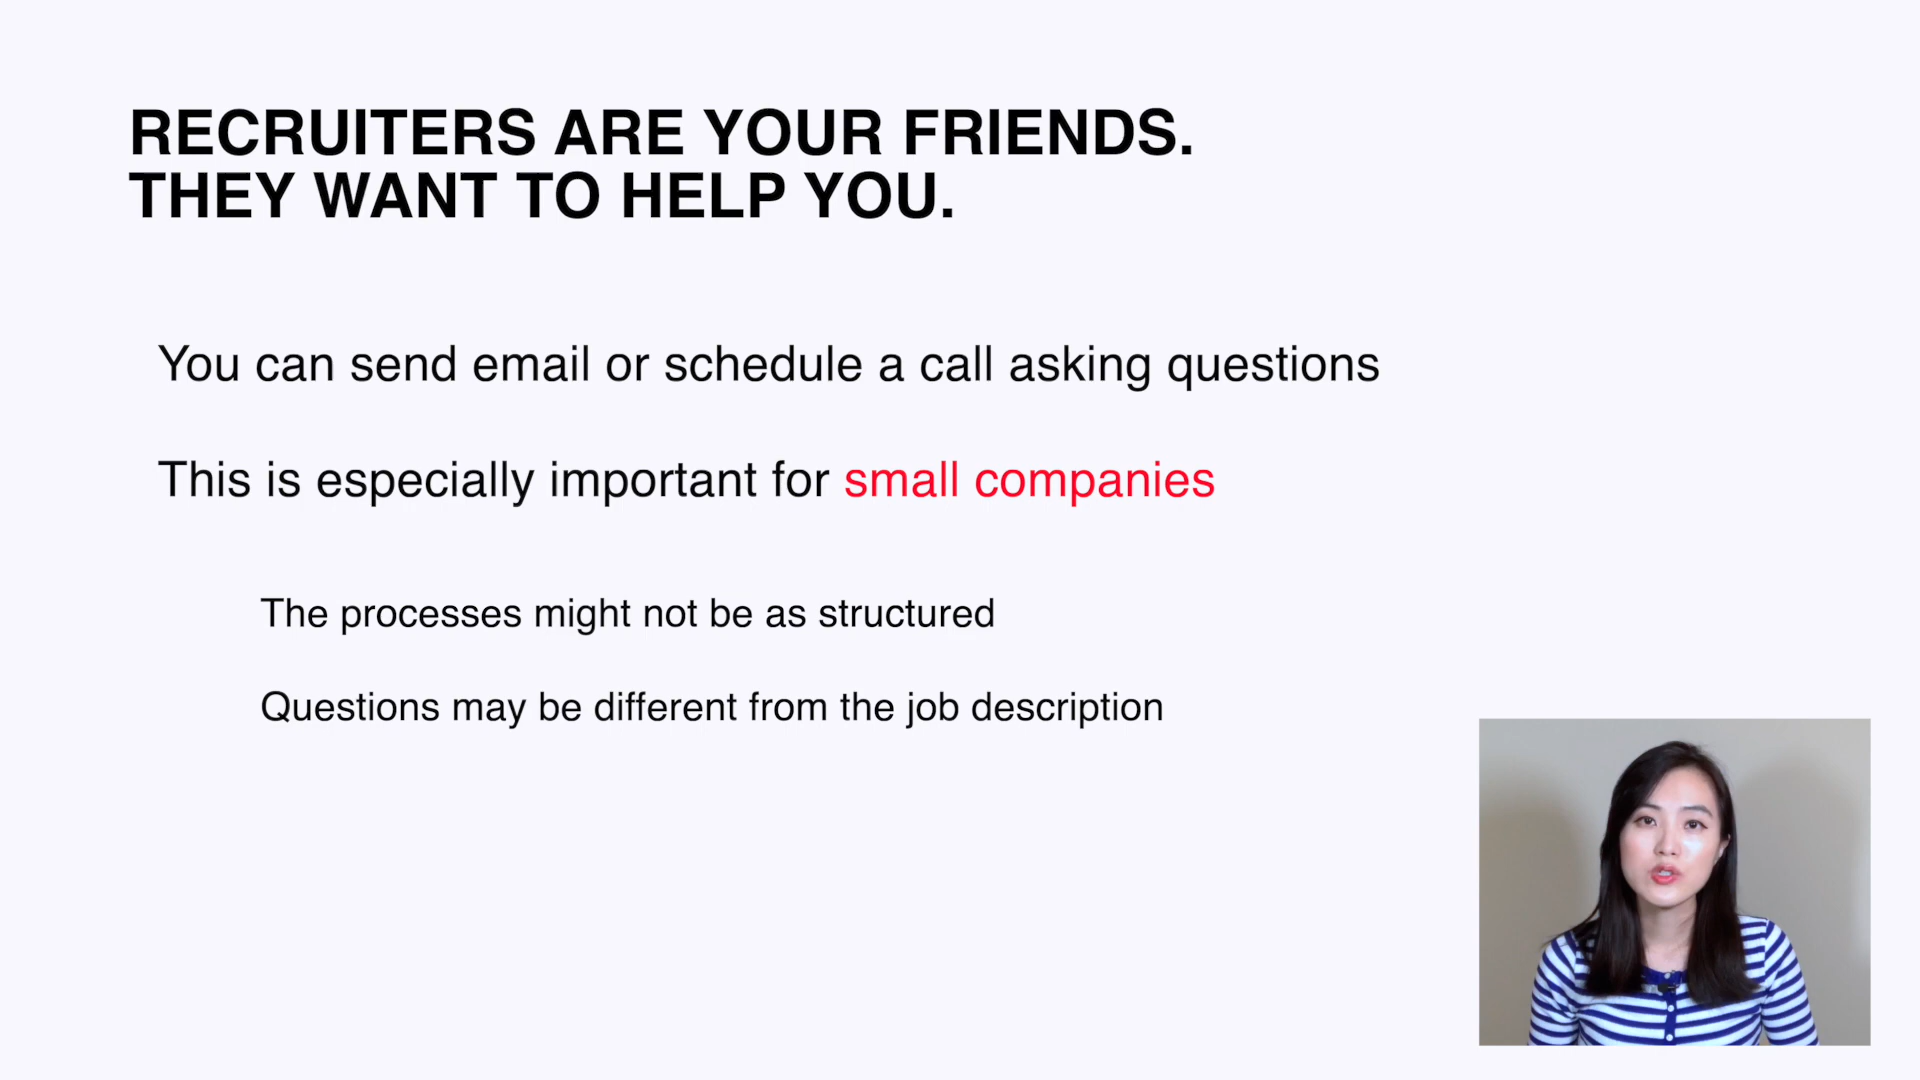 RECRUITERS ARE YOUR FRIENDS.
THEY WANT TO HELP YOU.
You can send email or schedule a call asking questions
This is especially important for small companies
The processes might not be as structured
Questions may be different from the job description